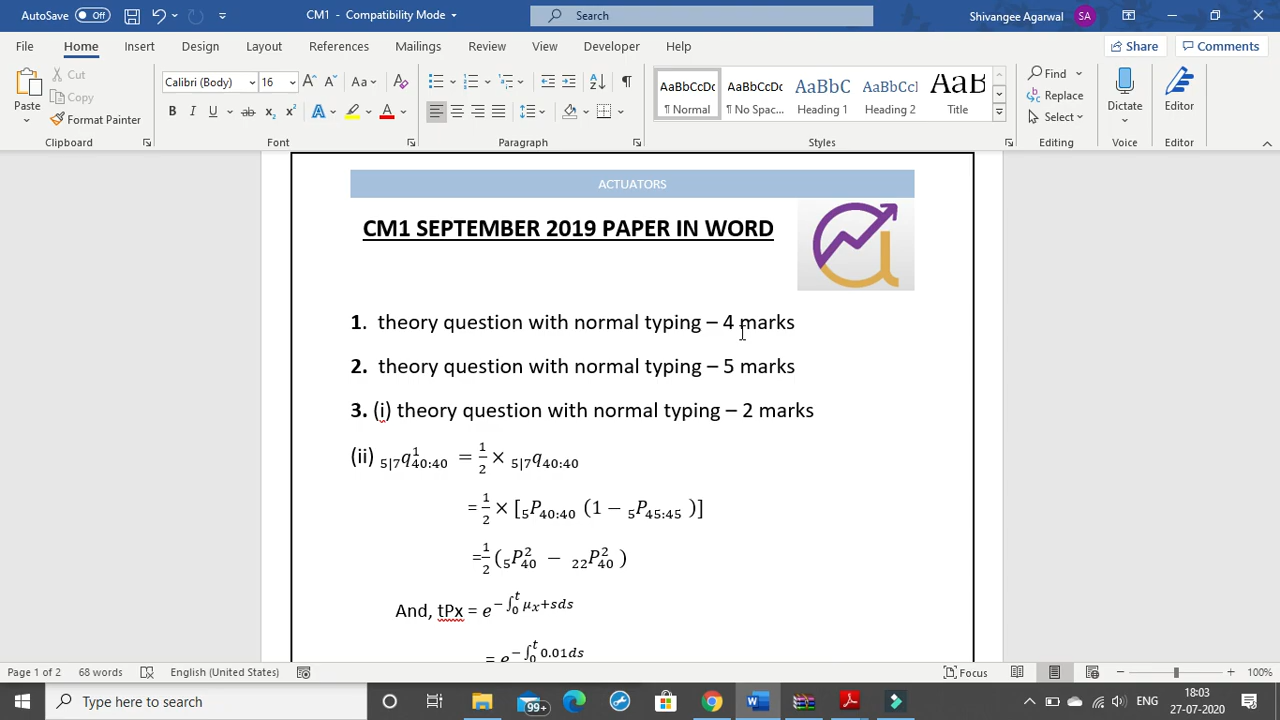 AutoSave Off CM1 - Compatibility Mode Search Shivangee Agarwal SA
File Home Insert Design Layout References Mailings Review View Developer Help Share Comments
Paste Cut Copy Format Painter Clipboard
Calibri (Body) 16 Font
Paragraph
AaBbCcDc ¶ Normal AaBbCcDc ¶ No Spac... AaBbC Heading 1 AaBbCcl Heading 2 AaB Title Styles
Find Replace Select Editing
Dictate Voice
Editor Editor
ACTUATORS
CM1 SEPTEMBER 2019 PAPER IN WORD
1. theory question with normal typing – 4 marks
2. theory question with normal typing – 5 marks
3. (i) theory question with normal typing – 2 marks
(ii) ₅|₇q¹₄₀:₄₀ = 1/2 × ₅|₇q₄₀:₄₀
= 1/2 × [₅P₄₀:₄₀ (1 − ₅P₄₅:₄₅ )]
=1/2 (₅P²₄₀ − ₂₂P²₄₀ )
And, tPx = e^(− ∫₀ᵗ μₓ+sds)
= e^(− ∫₀ᵗ 0.01ds)
Page 1 of 2 68 words English (United States) Focus 100%
Type here to search 99+ ENG 18:03 27-07-2020